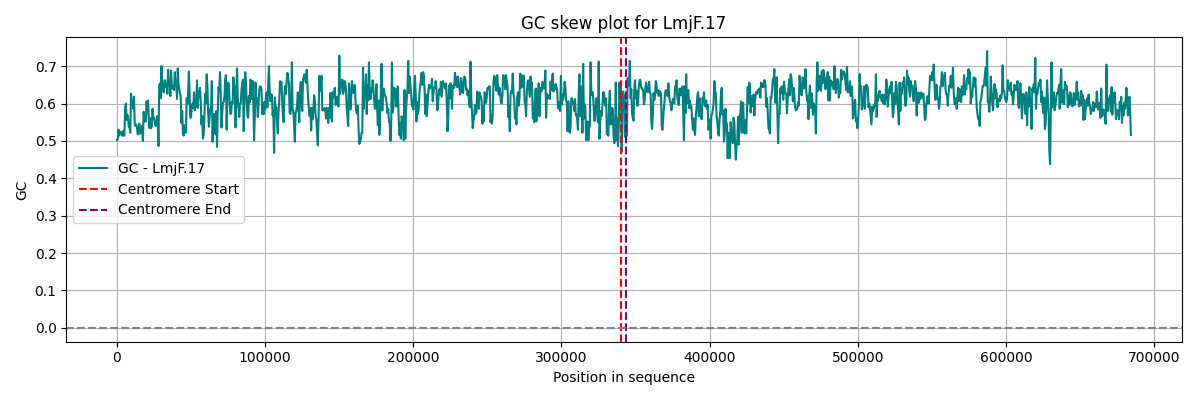 GC skew plot for LmjF.17
GC
0.7
0.6
0.5
0.4
0.3
0.2
0.1
0.0
GC - LmjF.17
Centromere Start
Centromere End
0 100000 200000 300000 400000 500000 600000 700000
Position in sequence